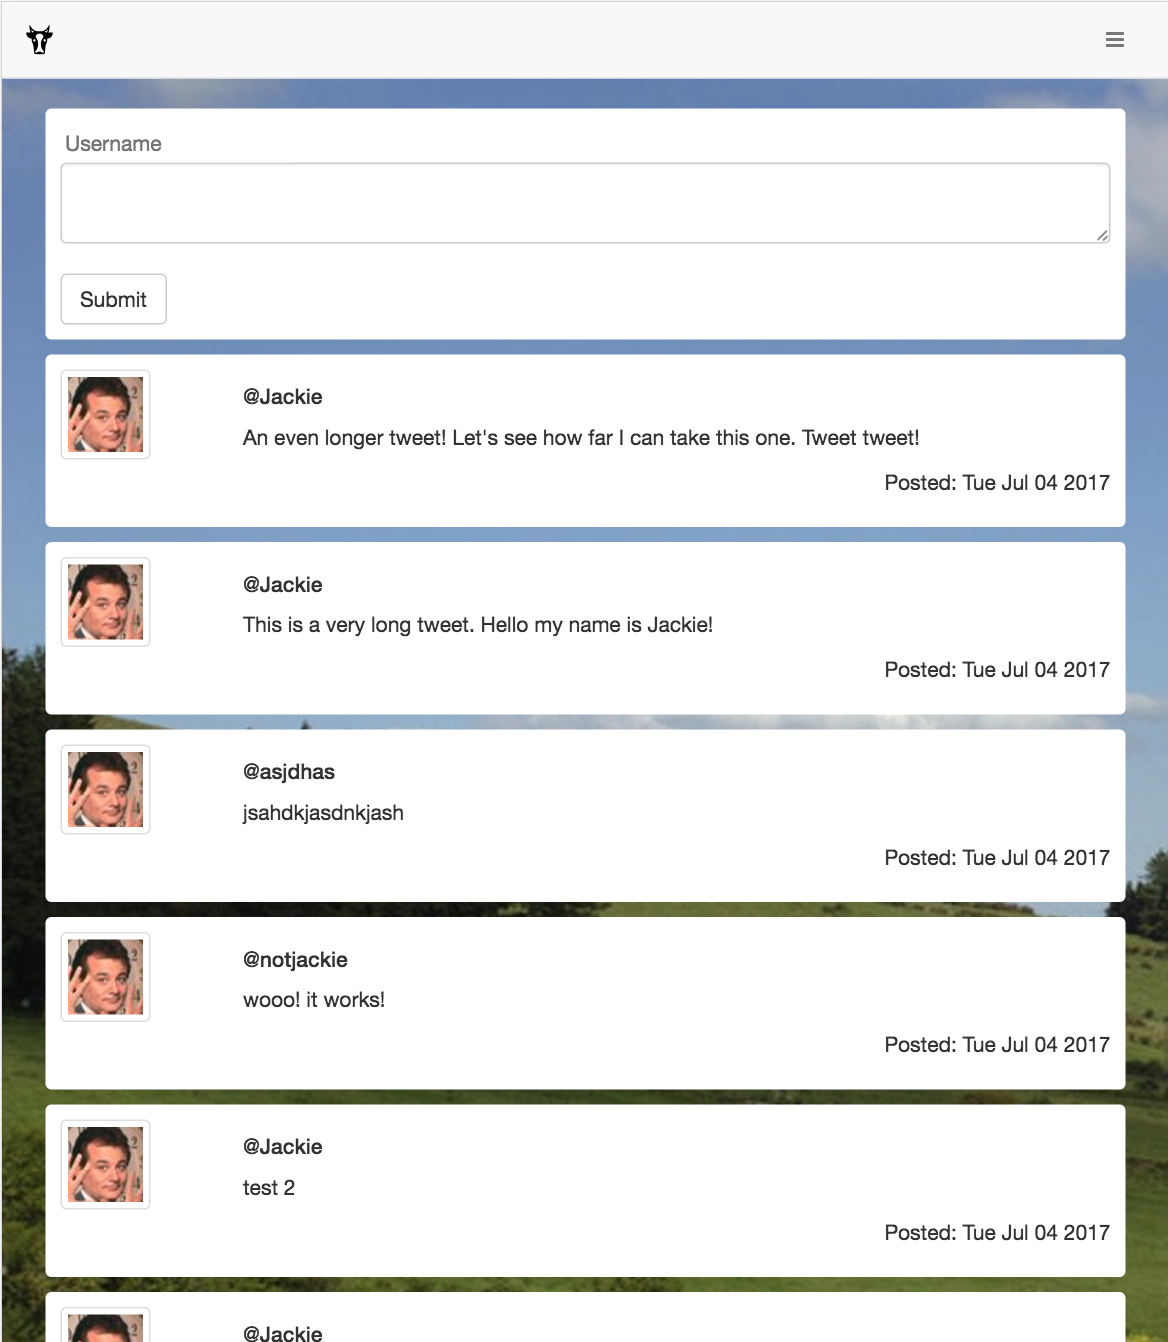 Username
Submit
@Jackie
An even longer tweet! Let's see how far I can take this one. Tweet tweet!
Posted: Tue Jul 04 2017
@Jackie
This is a very long tweet. Hello my name is Jackie!
Posted: Tue Jul 04 2017
@asjdhas
jsahdkjasdnkjash
Posted: Tue Jul 04 2017
@notjackie
wooo! it works!
Posted: Tue Jul 04 2017
@Jackie
test 2
Posted: Tue Jul 04 2017
@Jackie